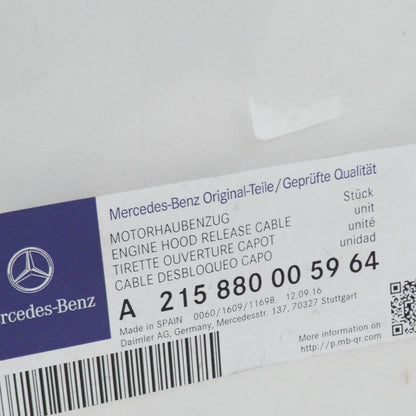 Mercedes-Benz Original-Teile/Geprüfte Qualität
MOTORHAUBENZUG Stück
ENGINE HOOD RELEASE CABLE unit
TIRETTE OUVERTURE CAPOT unité
CABLE DESBLOQUEO CAPO unidad
rcedes-Benz
A 215 880 00 59 64
Made in SPAIN 0060/1609/11698 12.09.16
Daimler AG, Germany, Mercedesstr. 137, 70327 Stuttgart
More information on
http://p.mb-qr.com